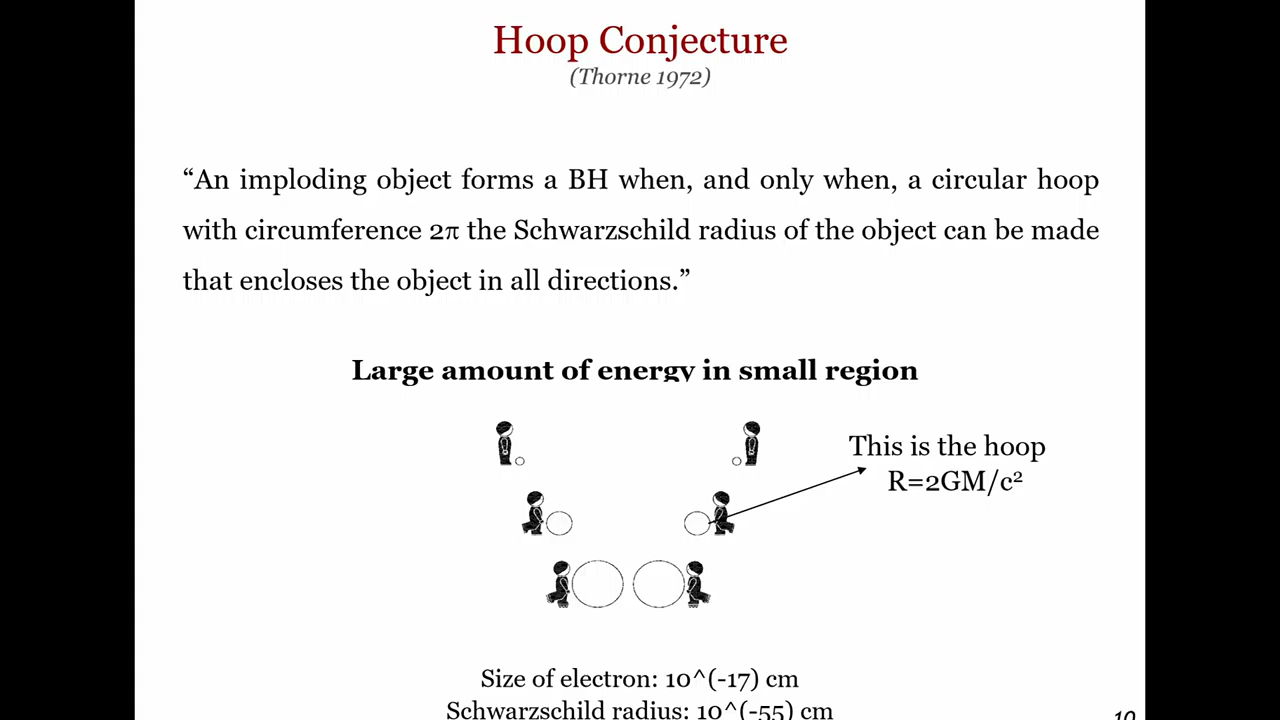 Hoop Conjecture
(Thorne 1972)
“An imploding object forms a BH when, and only when, a circular hoop
with circumference 2π the Schwarzschild radius of the object can be made
that encloses the object in all directions.”
Large amount of energy in small region
This is the hoop
R=2GM/c²
Size of electron: 10^(-17) cm
Schwarzschild radius: 10^(-55) cm
10